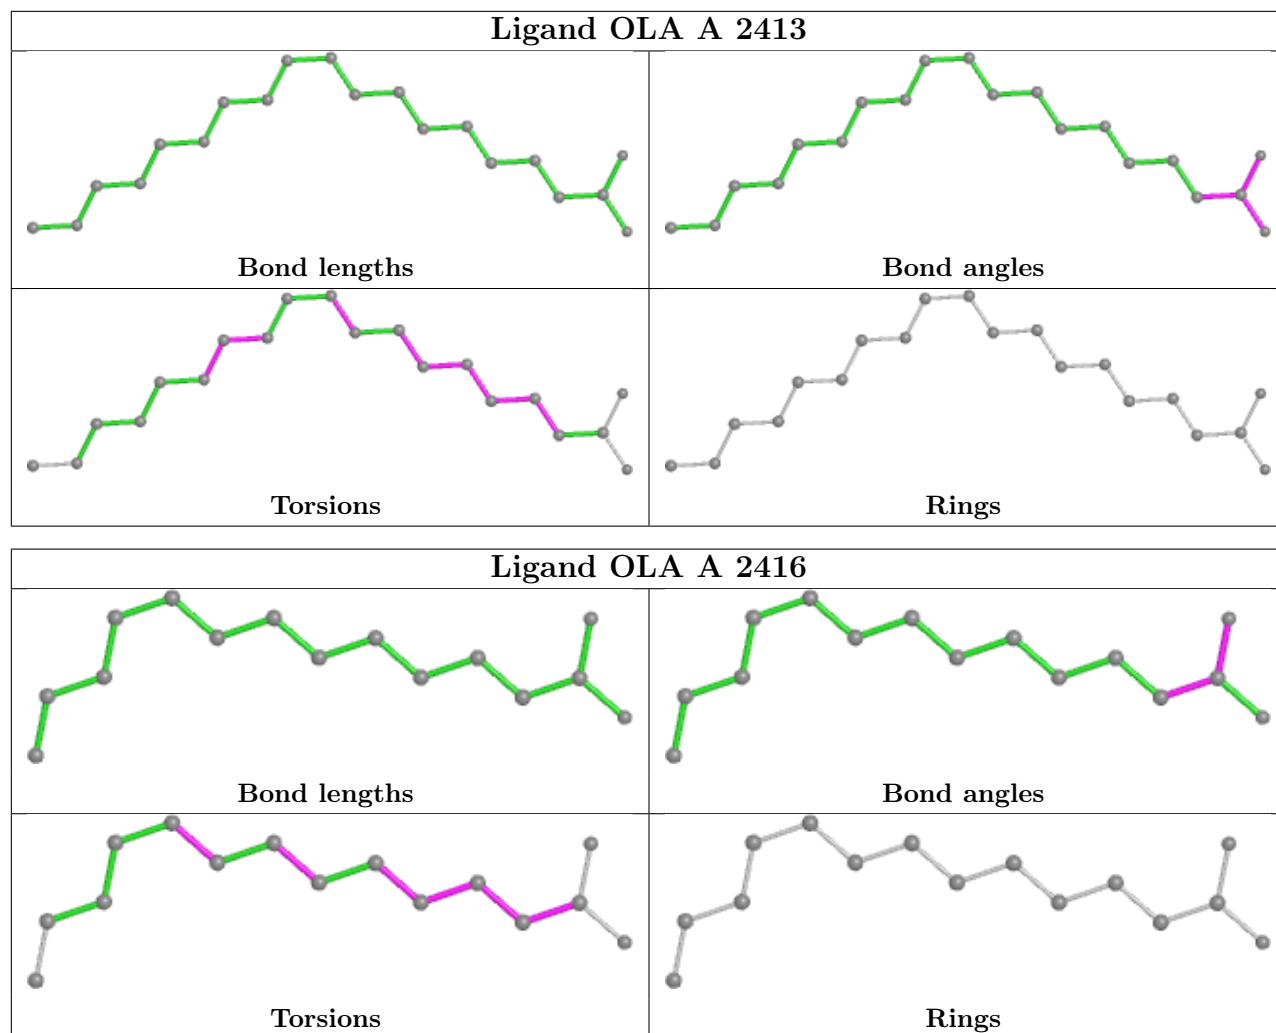 Ligand OLA A 2413
Bond lengths
Bond angles
Torsions
Rings
Ligand OLA A 2416
Bond lengths
Bond angles
Torsions
Rings